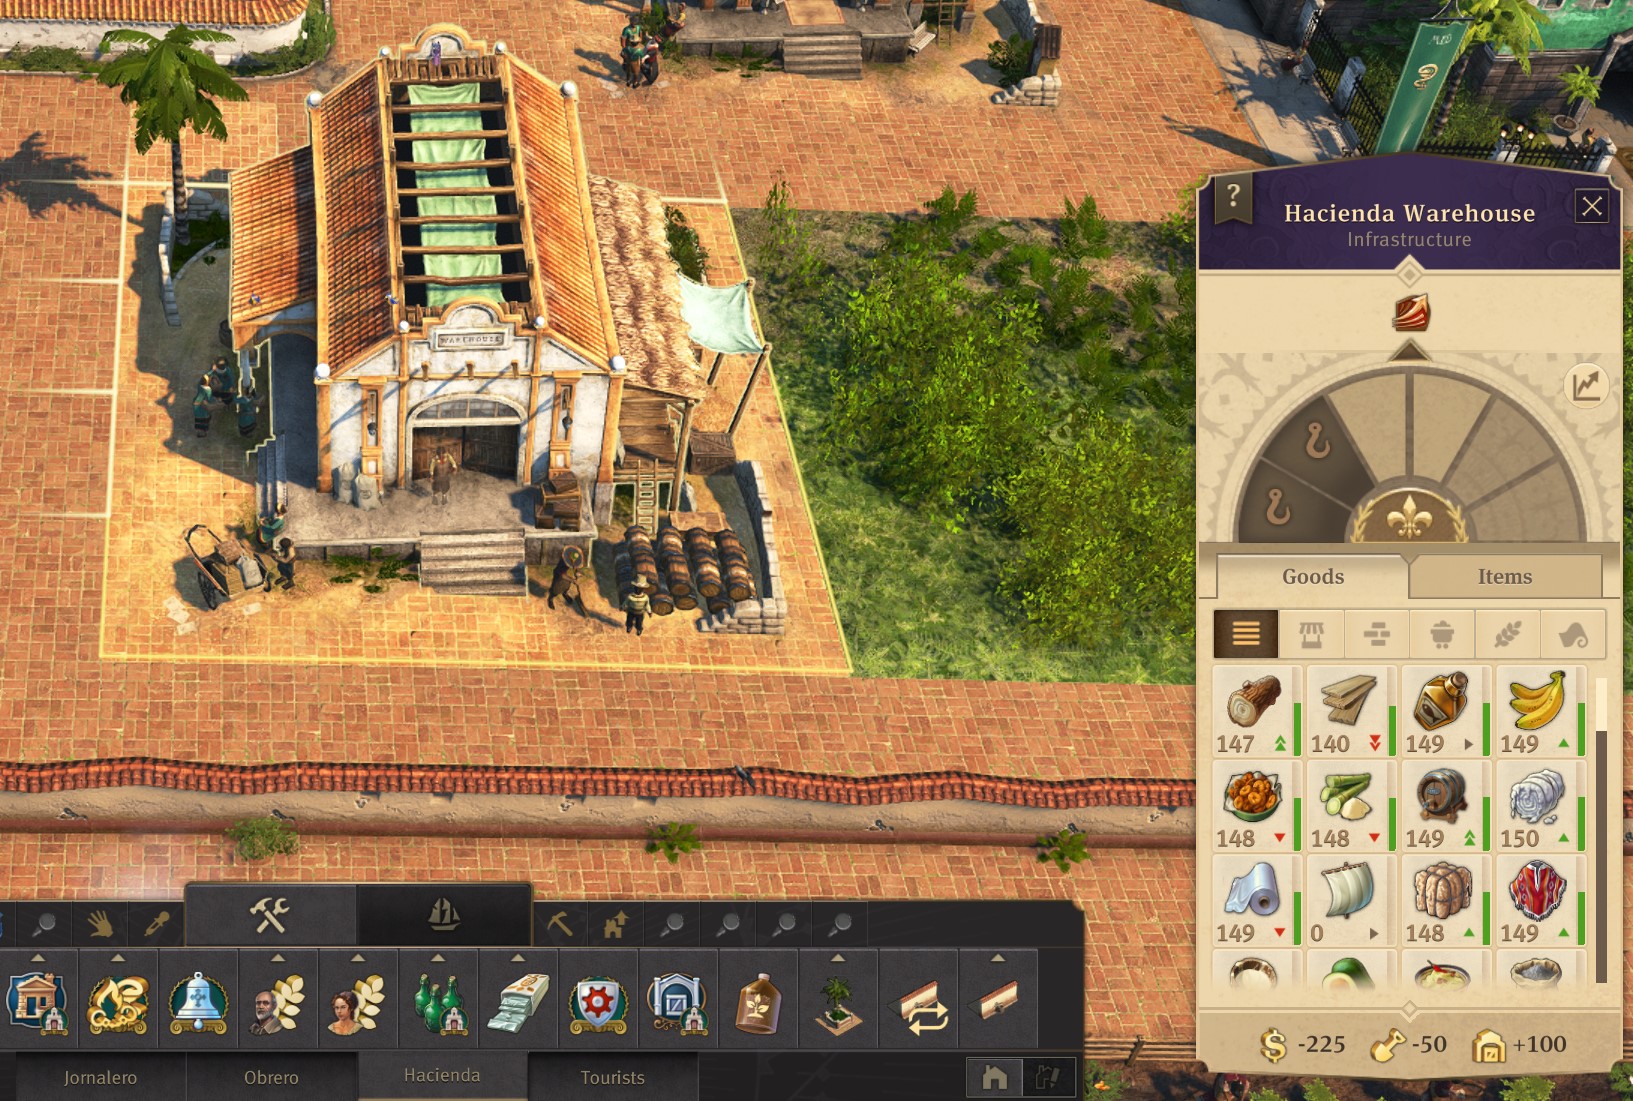 WAREHOUSE
?
Hacienda Warehouse
Infrastructure
Goods
Items
147
140
149
149
148
148
149
150
149
0
148
149
-225
-50
+100
Jornalero
Obrero
Hacienda
Tourists